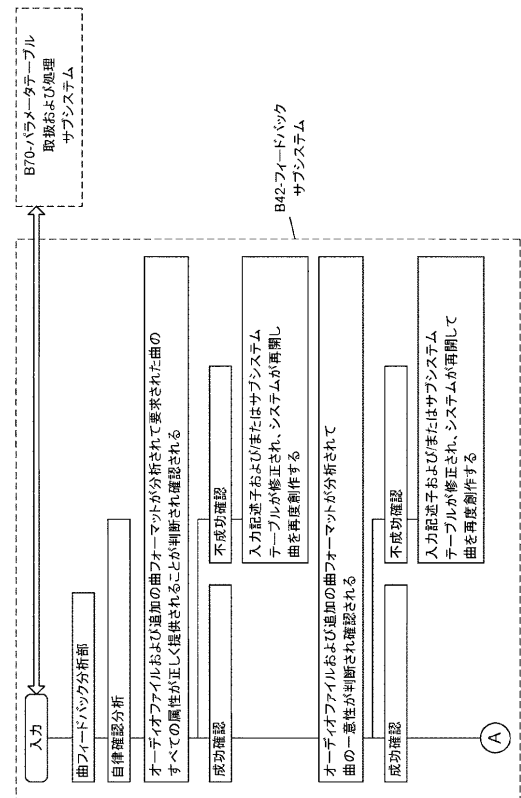 B70-パラメータテーブル
取扱および処理
サブシステム
入力
B42-フィードバック
サブシステム
曲フィードバック分析部
自律確認分析
オーディオファイルおよび追加の曲フォーマットが分析されて要求された曲の
すべての属性が正しく提供されることが判断され確認される
成功確認
不成功確認
入力記述子および/またはサブシステム
テーブルが修正され、システムが再開し
曲を再度創作する
オーディオファイルおよび追加の曲フォーマットが分析されて
曲の一意性が判断され確認される
成功確認
不成功確認
入力記述子および/またはサブシステム
テーブルが修正され、システムが再開して
曲を再度創作する
A